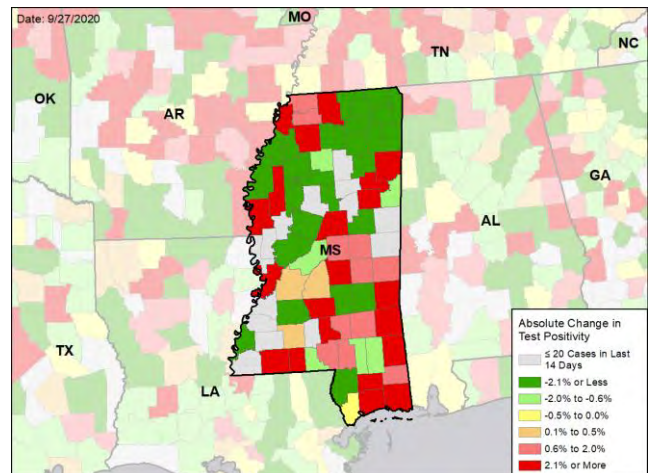 Date: 9/27/2020
MO
NC
TN
OK
AR
GA
AL
MS
TX
LA
Absolute Change in
Test Positivity
≤ 20 Cases in Last
14 Days
-2.1% or Less
-2.0% to -0.6%
-0.5% to 0.0%
0.1% to 0.5%
0.6% to 2.0%
2.1% or More